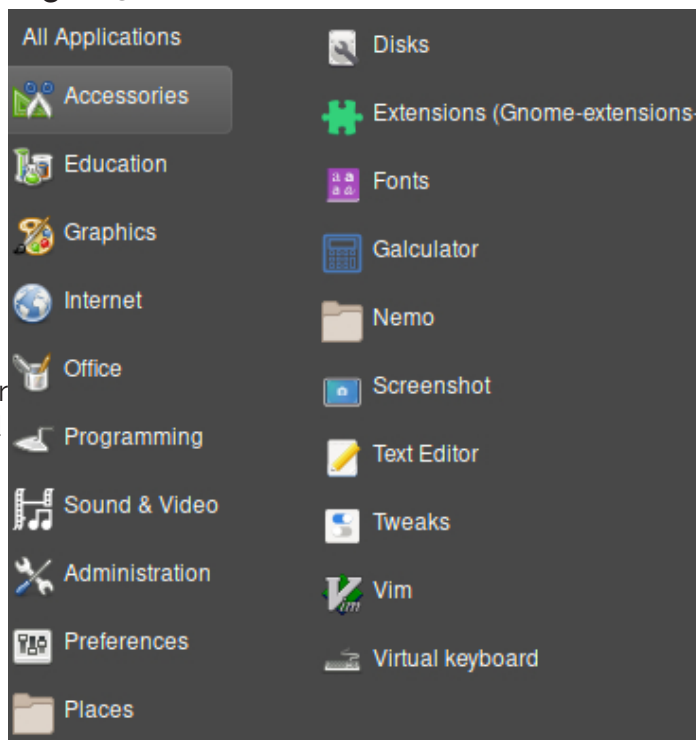 All Applications
Accessories
Education
Graphics
Internet
Office
Programming
Sound & Video
Administration
Preferences
Places
Disks
Extensions (Gnome-extensions-
Fonts
Galculator
Nemo
Screenshot
Text Editor
Tweaks
Vim
Virtual keyboard